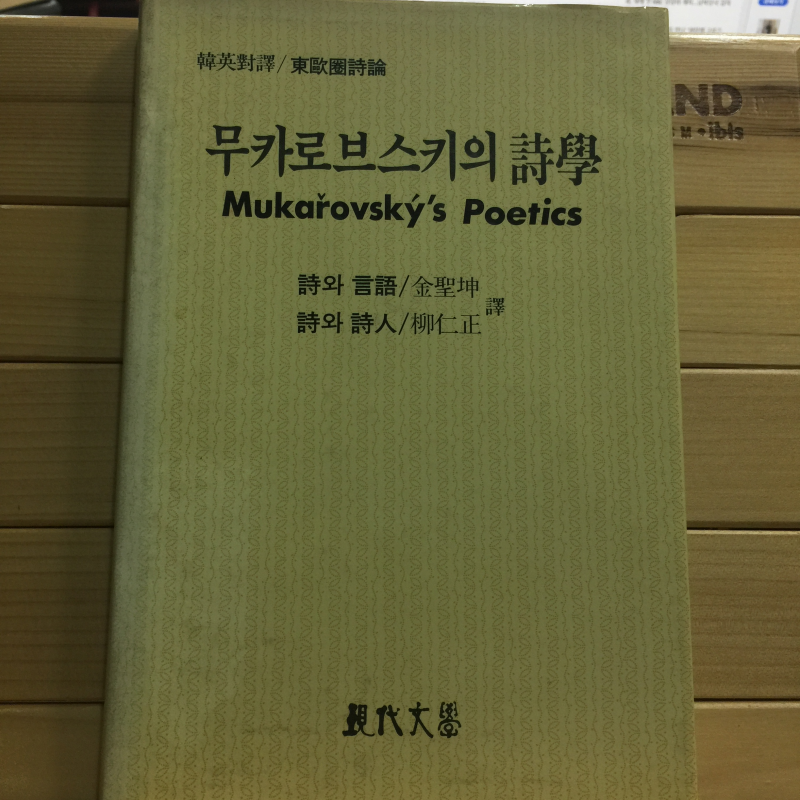 韓英對譯/東歐圈詩論
무카로브스키의 詩學
Mukařovský's Poetics
詩와 言語/金聖坤
詩와 詩人/柳仁正
譯
現代文學
AND
M•ibls